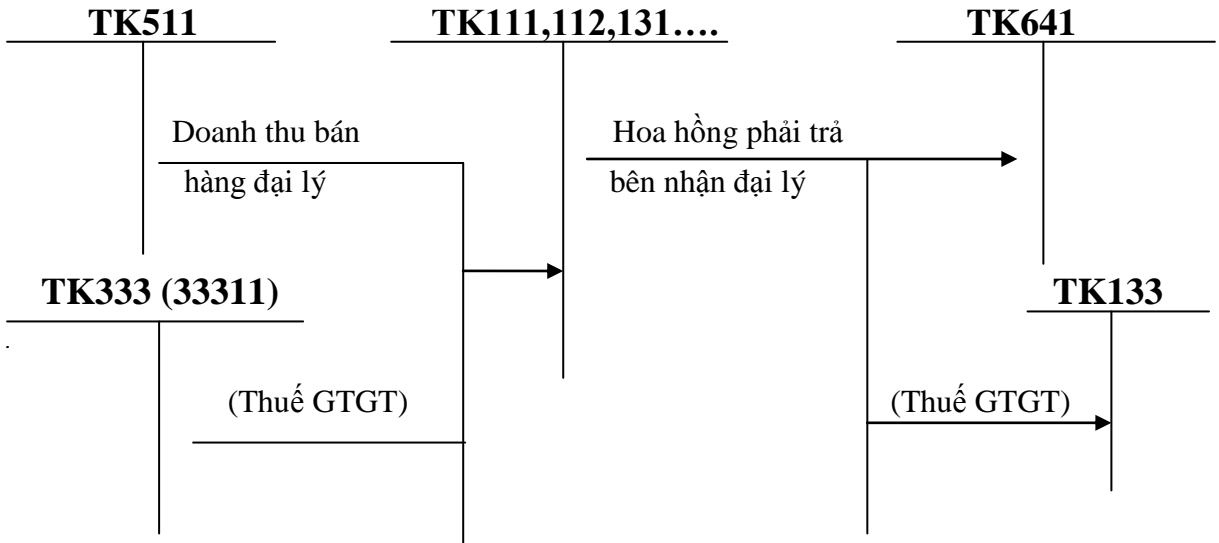 TK511
TK111,112,131….
TK641
Doanh thu bán
hàng đại lý
Hoa hồng phải trả
bên nhận đại lý
TK333 (33311)
TK133
.
(Thuế GTGT)
(Thuế GTGT)